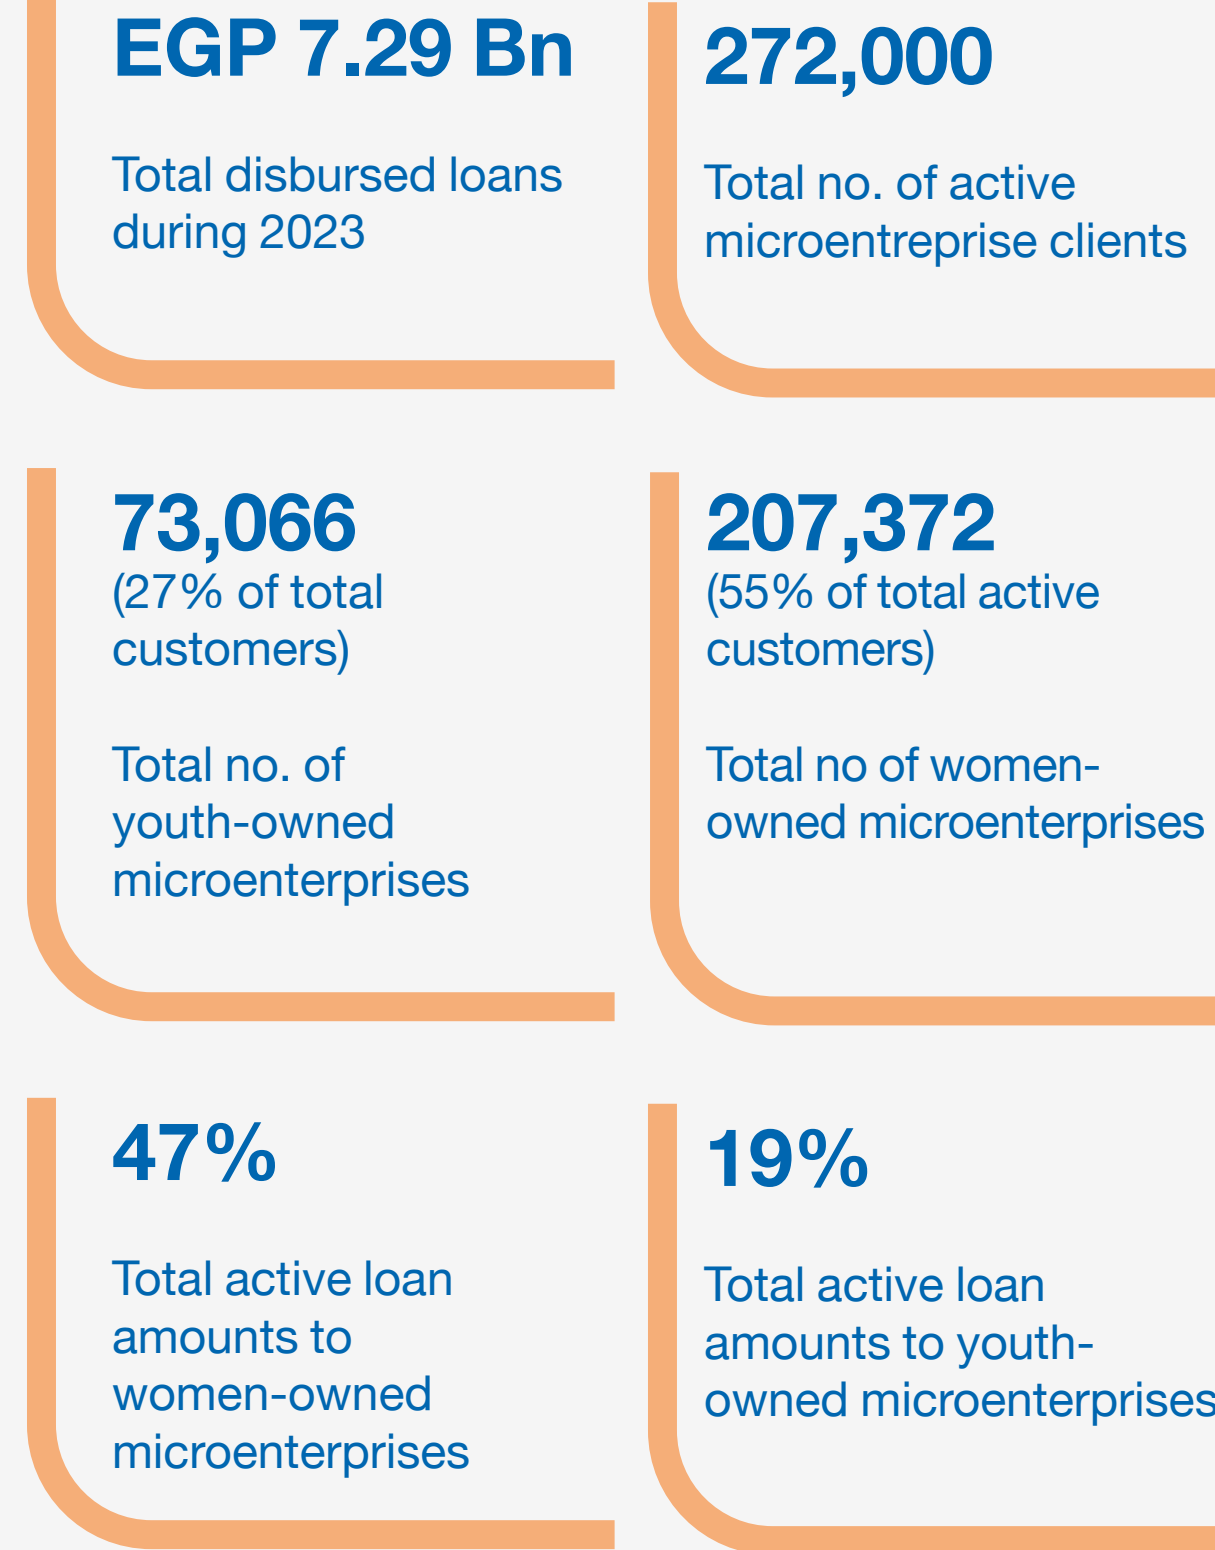 EGP 7.29 Bn
Total disbursed loans
during 2023
272,000
Total no. of active
microentreprise clients
73,066
(27% of total
customers)
Total no. of
youth-owned
microenterprises
207,372
(55% of total active
customers)
Total no of women-
owned microenterprises
47%
Total active loan
amounts to
women-owned
microenterprises
19%
Total active loan
amounts to youth-
owned microenterprises